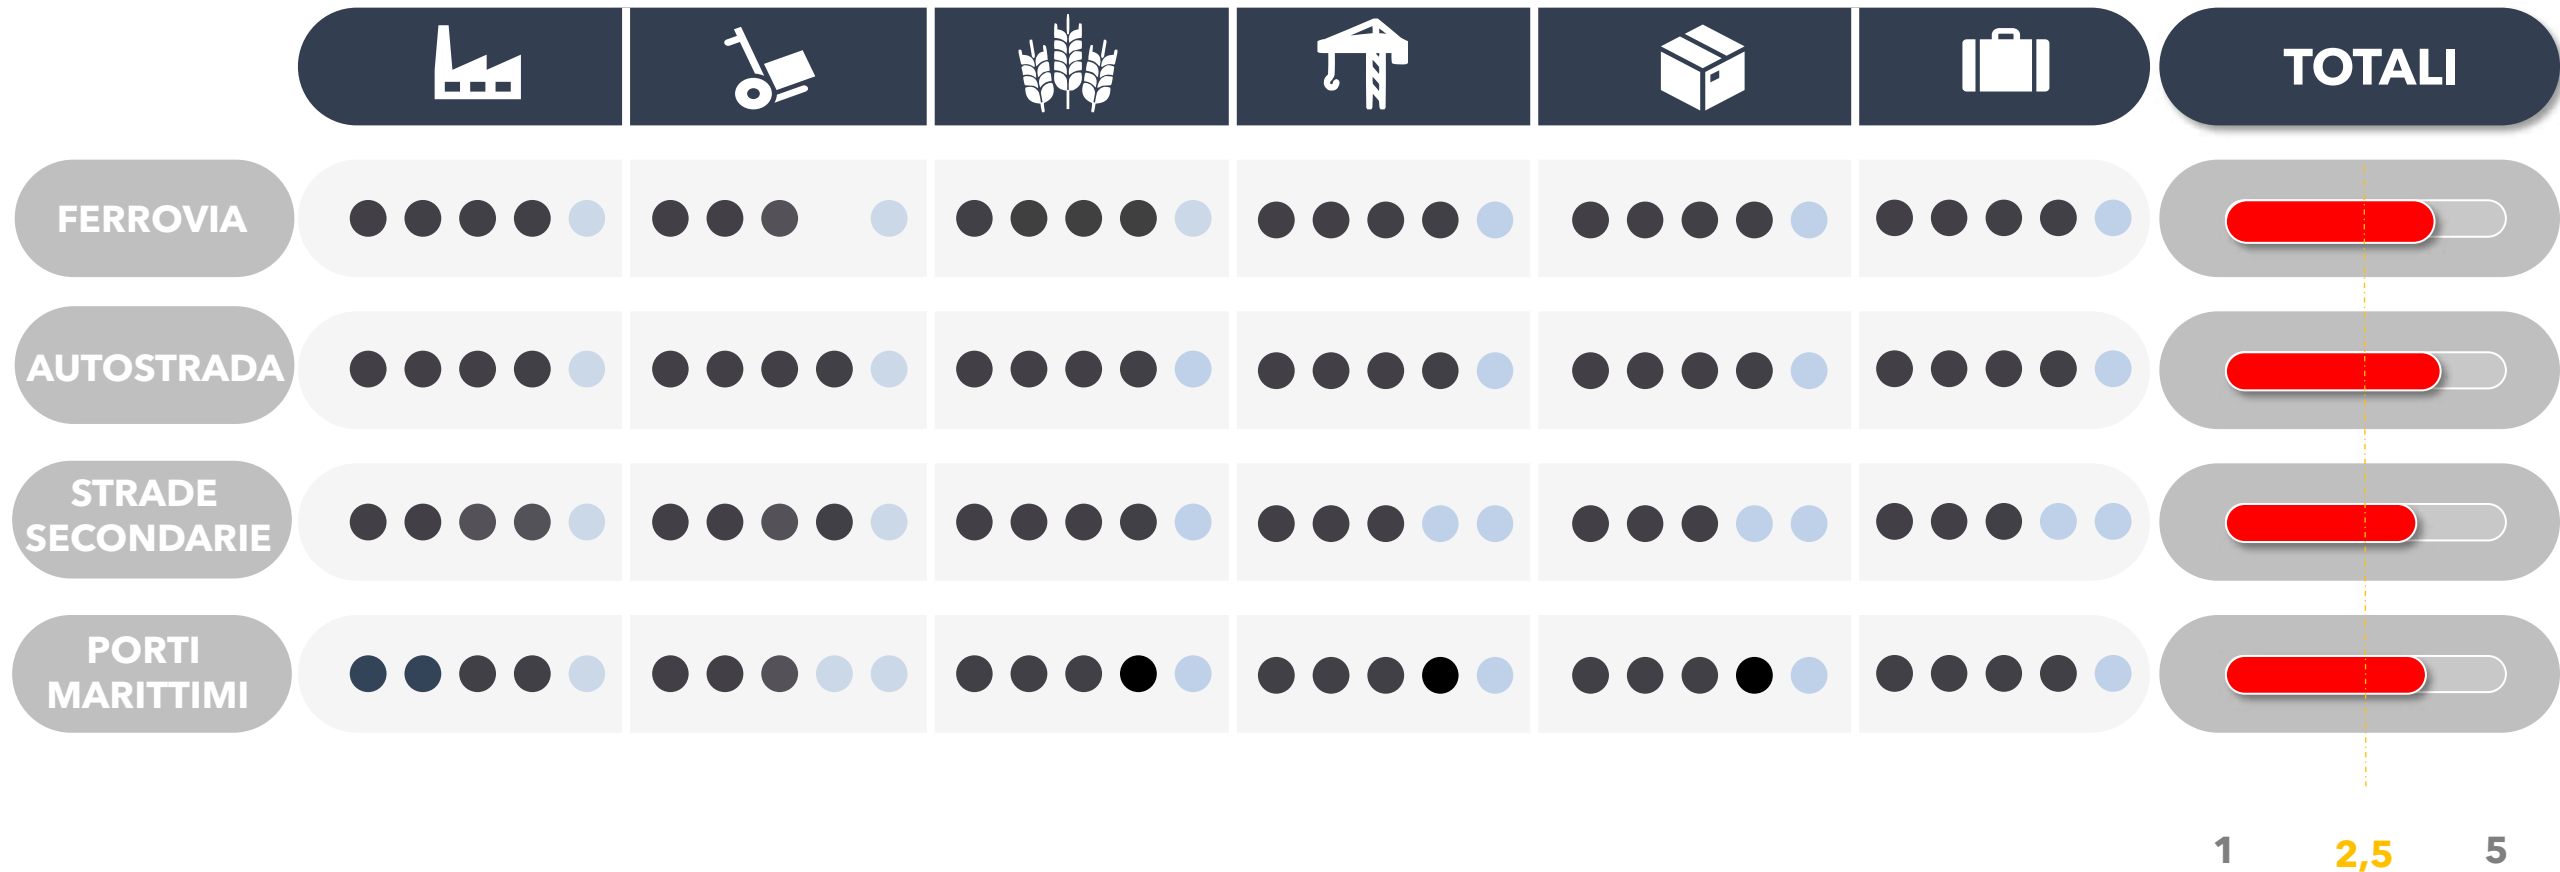 TOTALI
FERROVIA
AUTOSTRADA
STRADE
SECONDARIE
PORTI
MARITTIMI
1
2,5
5